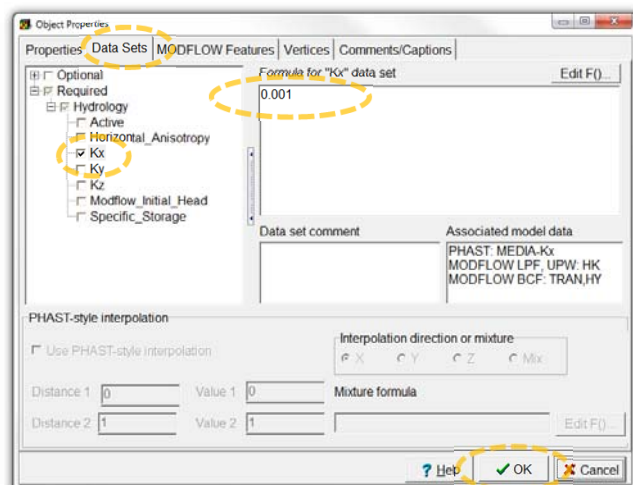 Object Properties
Properties Data Sets MODFLOW Features Vertices Comments/Captions
Optional
Required
Hydrology
Active
Horizontal_Anisotropy
Kx
Ky
Kz
Modflow_Initial_Head
Specific_Storage
Formula for "Kx" data set
Edit F()...
0.001
Data set comment
Associated model data
PHAST: MEDIA-Kx
MODFLOW LPF, UPW: HK
MODFLOW BCF: TRAN,HY
PHAST-style interpolation
Use PHAST-style interpolation
Interpolation direction or mixture
X Y Z Mix
Distance 1 0 Value 1 0 Mixture formula
Distance 2 1 Value 2 1 Edit F()...
? Help OK Cancel